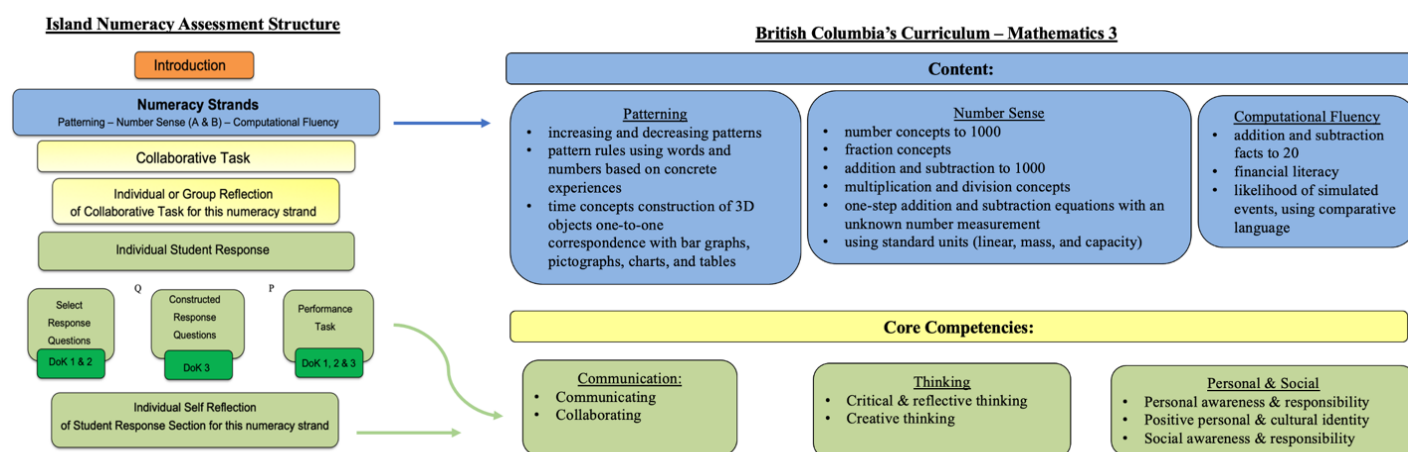 Island Numeracy Assessment Structure
Introduction
Numeracy Strands
Patterning – Number Sense (A & B) – Computational Fluency
Collaborative Task
Individual or Group Reflection
of Collaborative Task for this numeracy strand
Individual Student Response
Q
P
Select
Response
Questions
DoK 1 & 2
Constructed
Response
Questions
DoK 3
Performance
Task
DoK 1, 2 & 3
Individual Self Reflection
of Student Response Section for this numeracy strand
British Columbia’s Curriculum – Mathematics 3
Content:
Patterning
• increasing and decreasing patterns
• pattern rules using words and
numbers based on concrete
experiences
• time concepts construction of 3D
objects one-to-one
correspondence with bar graphs,
pictographs, charts, and tables
Number Sense
• number concepts to 1000
• fraction concepts
• addition and subtraction to 1000
• multiplication and division concepts
• one-step addition and subtraction equations with an
unknown number measurement
• using standard units (linear, mass, and capacity)
Computational Fluency
• addition and subtraction
facts to 20
• financial literacy
• likelihood of simulated
events, using comparative
language
Core Competencies:
Communication:
• Communicating
• Collaborating
Thinking
• Critical & reflective thinking
• Creative thinking
Personal & Social
• Personal awareness & responsibility
• Positive personal & cultural identity
• Social awareness & responsibility